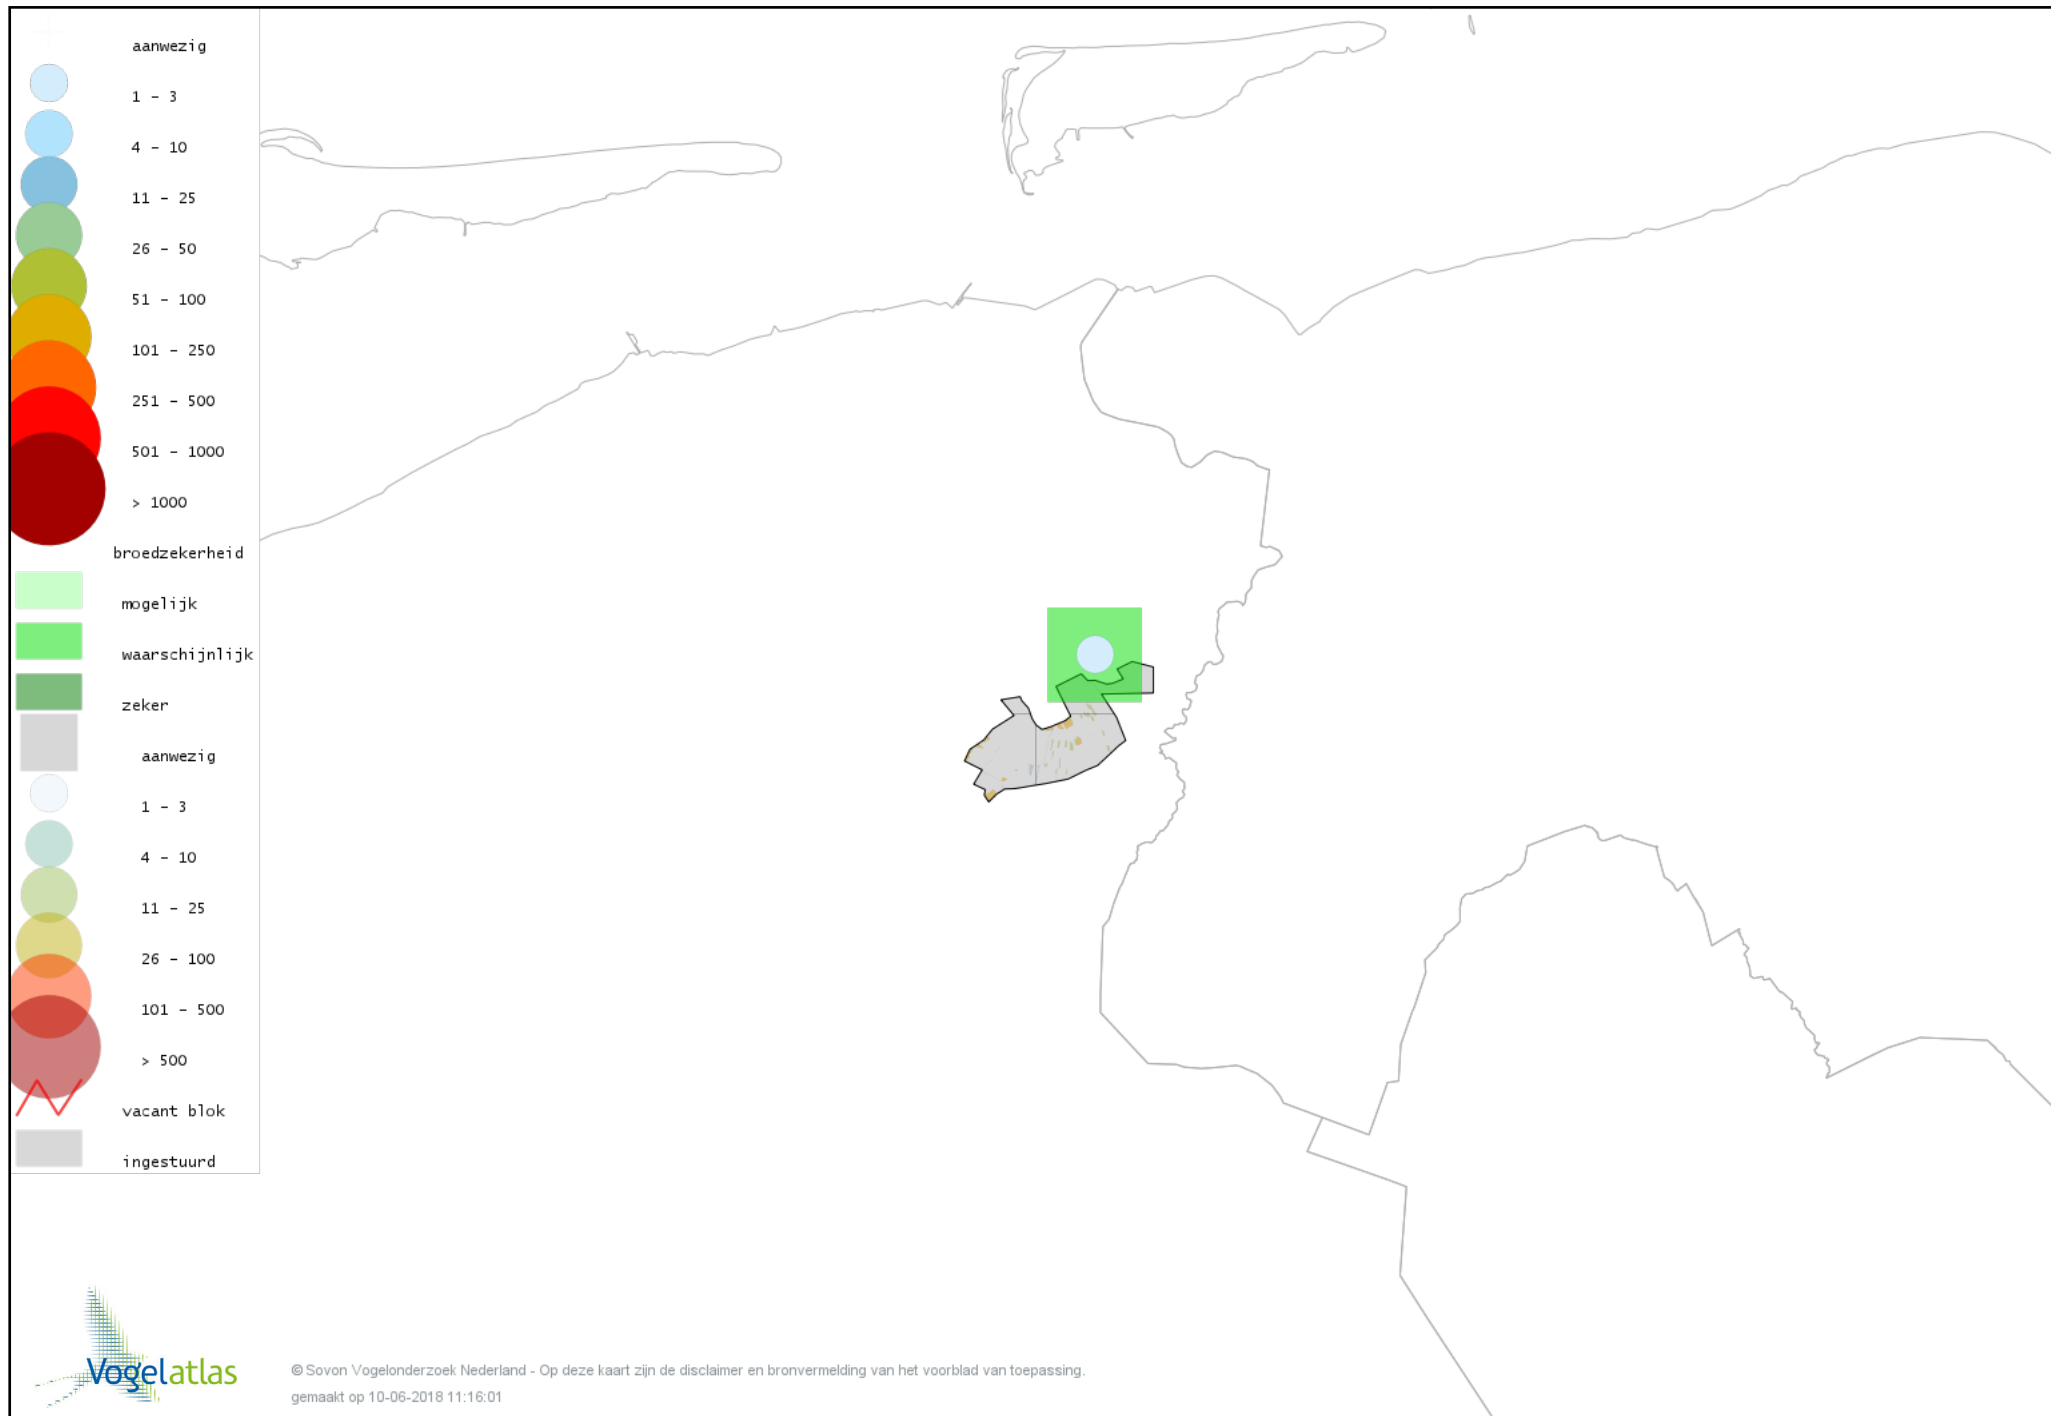 aanwezig
1 - 3
4 - 10
11 - 25
26 - 50
51 - 100
101 - 250
251 - 500
501 - 1000
> 1000
broedzekerheid
mogelijk
waarschijnlijk
zeker
aanwezig
1 - 3
4 - 10
11 - 25
26 - 100
101 - 500
> 500
vacant blok
ingestuurd
Vogelatlas
© Sovon Vogelonderzoek Nederland - Op deze kaart zijn de disclaimer en bronvermelding van het voorblad van toepassing.
gemaakt op 10-06-2018 11:16:01